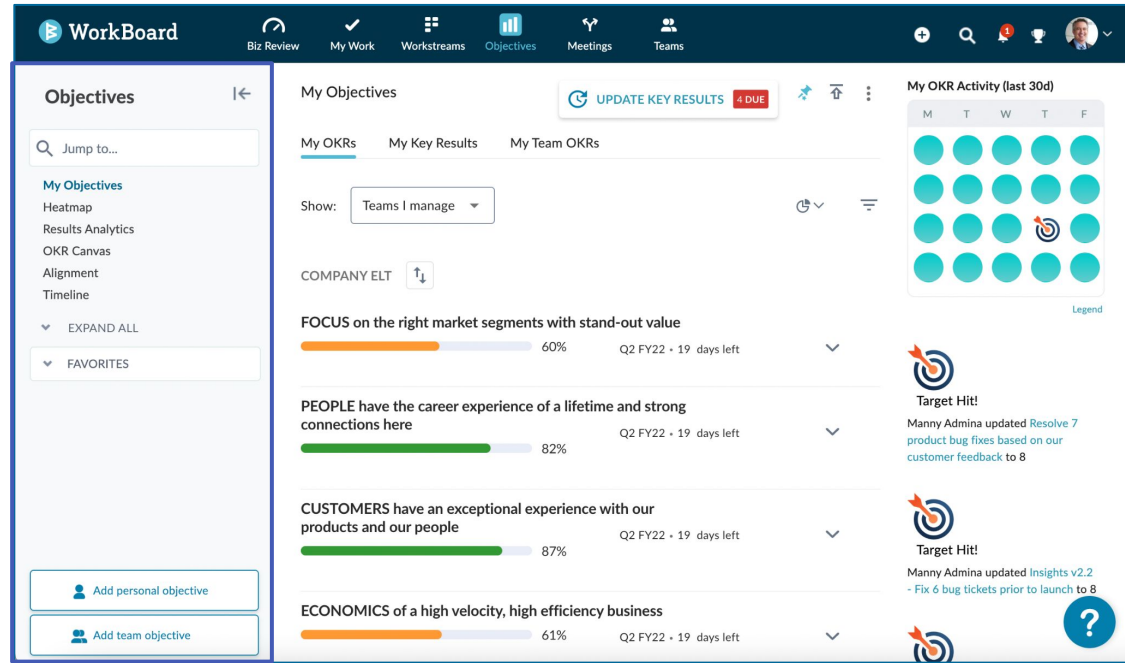 WorkBoard
Biz Review
My Work
Workstreams
Objectives
Meetings
Teams
1
Objectives
Jump to...
My Objectives
Heatmap
Results Analytics
OKR Canvas
Alignment
Timeline
EXPAND ALL
FAVORITES
Add personal objective
Add team objective
My Objectives
UPDATE KEY RESULTS 4 DUE
My OKRs My Key Results My Team OKRs
Show: Teams I manage
COMPANY ELT
FOCUS on the right market segments with stand-out value
60% Q2 FY22 • 19 days left
PEOPLE have the career experience of a lifetime and strong
connections here
Q2 FY22 • 19 days left
82%
CUSTOMERS have an exceptional experience with our
products and our people
Q2 FY22 • 19 days left
87%
ECONOMICS of a high velocity, high efficiency business
61% Q2 FY22 • 19 days left
My OKR Activity (last 30d)
M T W T F
Legend
Target Hit!
Manny Admina updated Resolve 7
product bug fixes based on our
customer feedback to 8
Target Hit!
Manny Admina updated Insights v2.2
- Fix 6 bug tickets prior to launch to 8
?